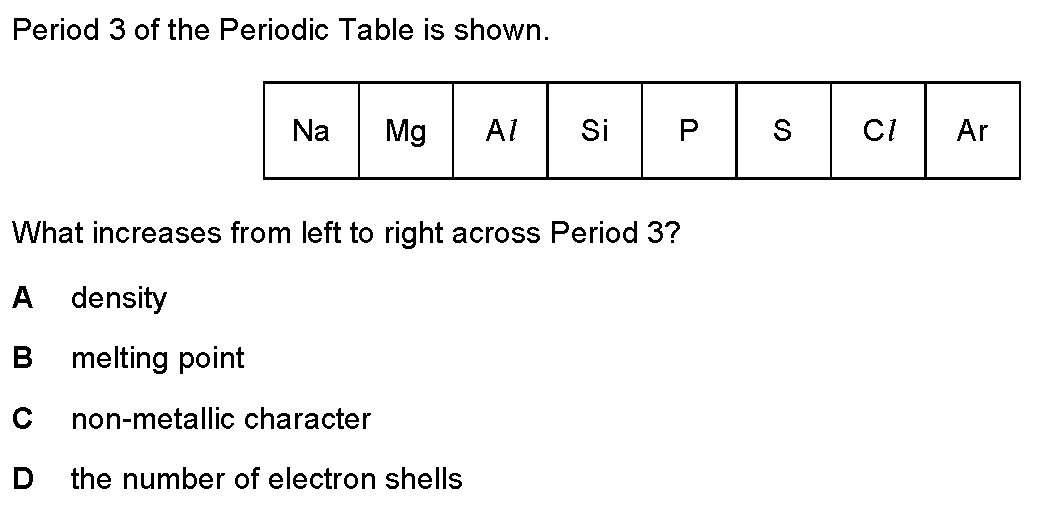 Period 3 of the Periodic Table is shown.
Na Mg Al Si P S Cl Ar
What increases from left to right across Period 3?
A density
B melting point
C non-metallic character
D the number of electron shells